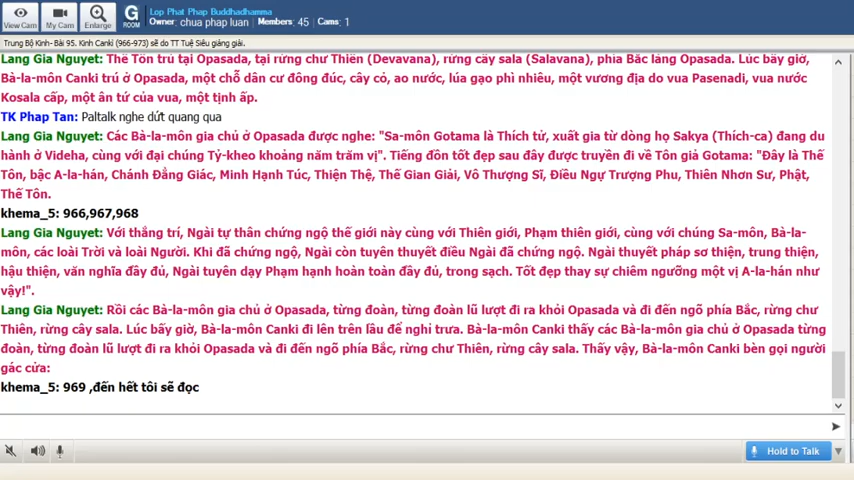 Lop Phat Phap Buddhadhamma
Owner: chua phap luan Members: 45 Cams: 1
View Cam My Cam Enlarge G ROOM
Trung Bộ Kinh- Bài 95. Kinh Canki (966-973) sẽ do TT Tuệ Siêu giảng giải.
Lang Gia Nguyet: Thế Tôn trú tại Opasada, tại rừng chư Thiên (Devavana), rừng cây sala (Salavana), phía Bắc làng Opasada. Lúc bấy giờ,
Bà-la-môn Canki trú ở Opasada, một chỗ dân cư đông đúc, cây cỏ, ao nước, lúa gạo phì nhiêu, một vương địa do vua Pasenadi, vua nước
Kosala cấp, một ân tứ của vua, một tịnh ấp.
TK Phap Tan: Paltalk nghe dứt quang qua
Lang Gia Nguyet: Các Bà-la-môn gia chủ ở Opasada được nghe: "Sa-môn Gotama là Thích tử, xuất gia từ dòng họ Sakya (Thích-ca) đang du
hành ở Videha, cùng với đại chúng Tỷ-kheo khoảng năm trăm vị". Tiếng đồn tốt đẹp sau đây được truyền đi về Tôn giả Gotama: "Đây là Thế
Tôn, bậc A-la-hán, Chánh Đẳng Giác, Minh Hạnh Túc, Thiện Thệ, Thế Gian Giải, Vô Thượng Sĩ, Điều Ngự Trượng Phu, Thiên Nhơn Sư, Phật,
Thế Tôn.
khema_5: 966,967,968
Lang Gia Nguyet: Với thắng trí, Ngài tự thân chứng ngộ thế giới này cùng với Thiên giới, Phạm thiên giới, cùng với chúng Sa-môn, Bà-la-
môn, các loài Trời và loài Người. Khi đã chứng ngộ, Ngài còn tuyên thuyết điều Ngài đã chứng ngộ. Ngài thuyết pháp sơ thiện, trung thiện,
hậu thiện, văn nghĩa đầy đủ, Ngài tuyên dạy Phạm hạnh hoàn toàn đầy đủ, trong sạch. Tốt đẹp thay sự chiêm ngưỡng một vị A-la-hán như
vậy!".
Lang Gia Nguyet: Rồi các Bà-la-môn gia chủ ở Opasada, từng đoàn, từng đoàn lũ lượt đi ra khỏi Opasada và đi đến ngõ phía Bắc, rừng chư
Thiên, rừng cây sala. Lúc bấy giờ, Bà-la-môn Canki đi lên trên lầu để nghỉ trưa. Bà-la-môn Canki thấy các Bà-la-môn gia chủ ở Opasada từng
đoàn, từng đoàn lũ lượt đi ra khỏi Opasada và đi đến ngõ phía Bắc, rừng chư Thiên, rừng cây sala. Thấy vậy, Bà-la-môn Canki bèn gọi người
gác cửa:
khema_5: 969 ,đến hết tôi sẽ đọc
Hold to Talk